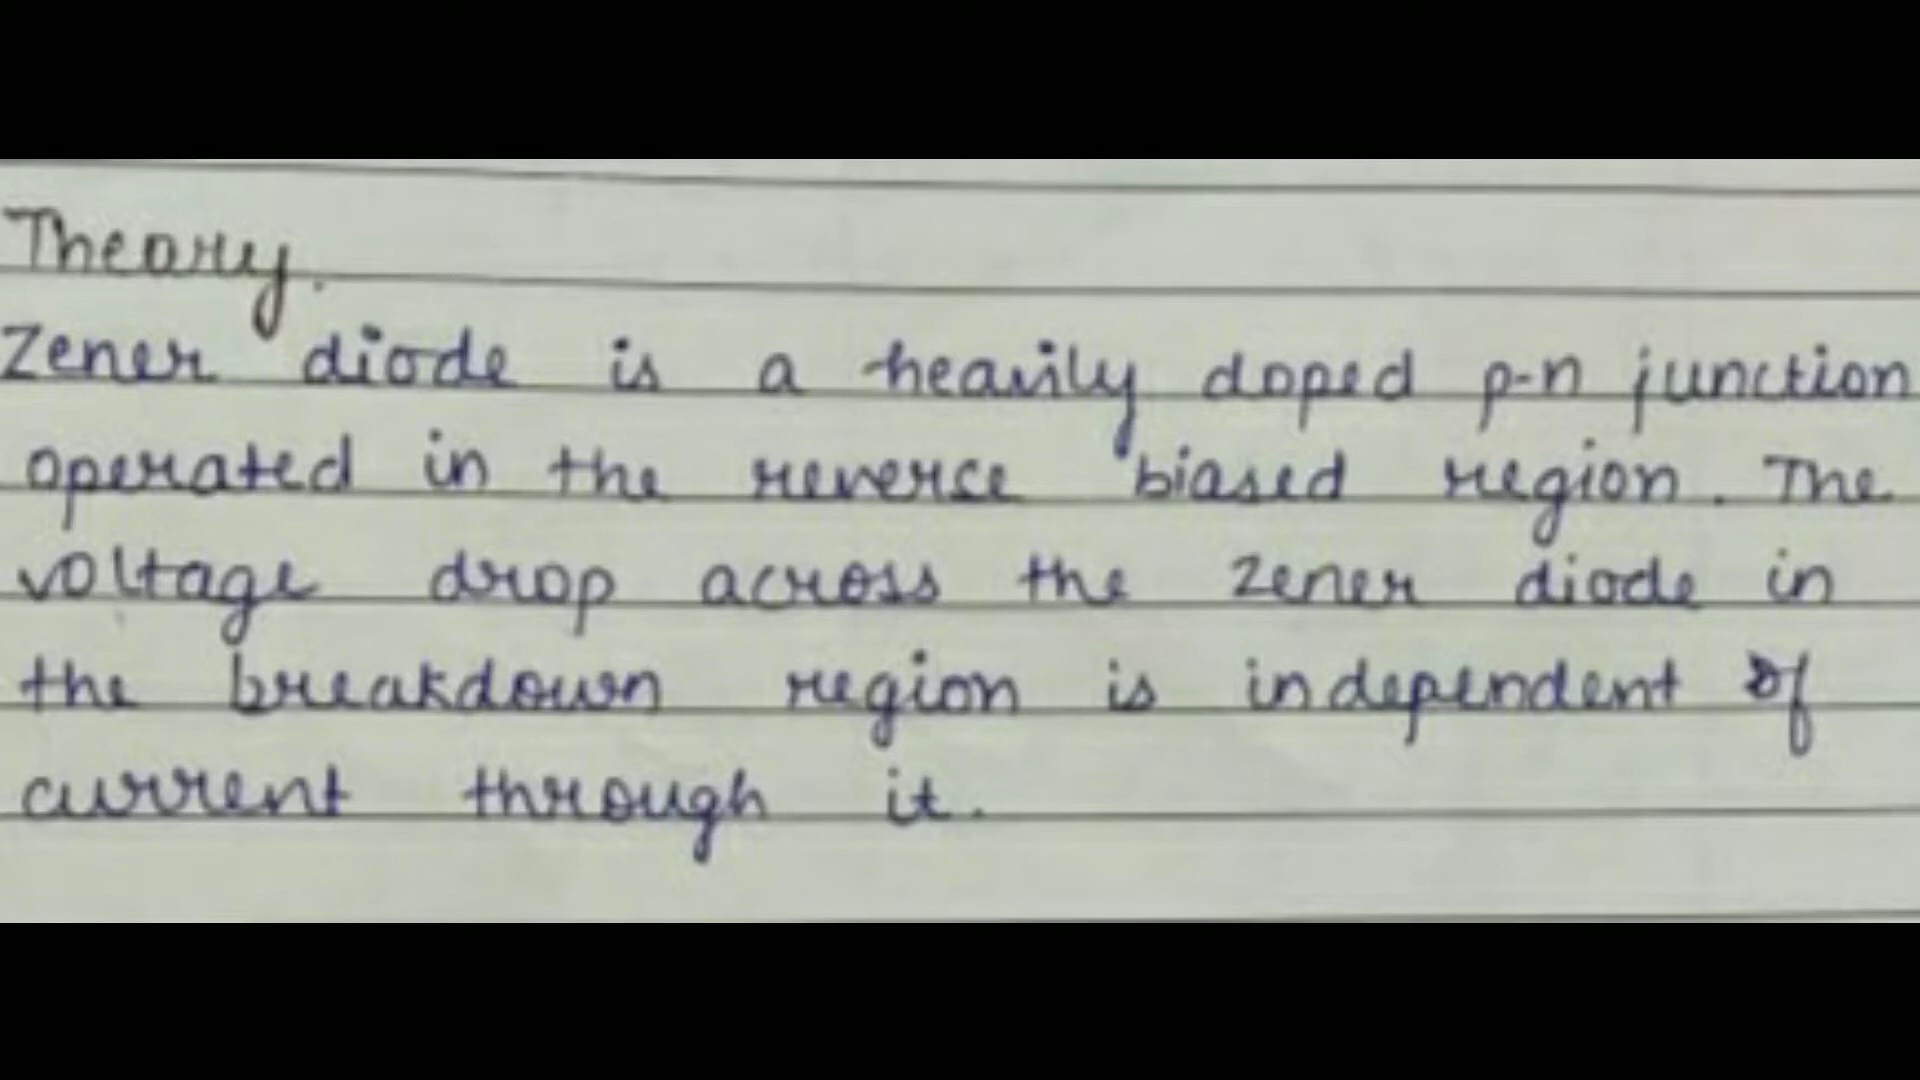 Theory.
Zener diode is a heavily doped p-n junction
operated in the reverce biased region. The
voltage drop across the zener diode in
the breakdown region is independent of
current through it.